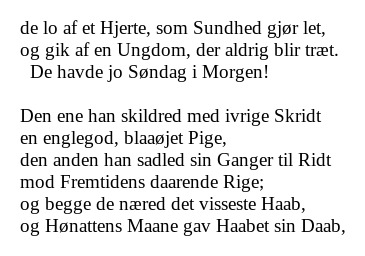 de lo af et Hjerte, som Sundhed gjør let,
og gik af en Ungdom, der aldrig blir træt.
De havde jo Søndag i Morgen!

Den ene han skildred med ivrige Skridt
en englegod, blaaøjet Pige,
den anden han sadled sin Ganger til Ridt
mod Fremtidens daarende Rige;
og begge de næred det visseste Haab,
og Hønattens Maane gav Haabet sin Daab,